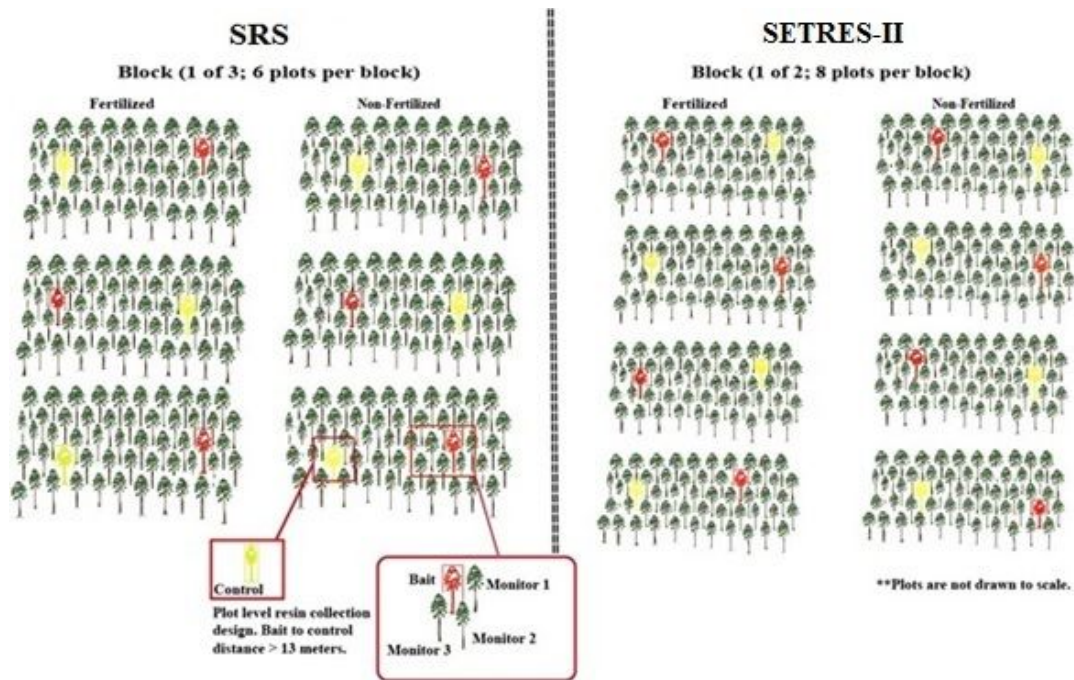 SRS
Block (1 of 3; 6 plots per block)
Fertilized
Non-Fertilized
Control
Plot level resin collection
design. Bait to control
distance > 13 meters.
Bait
Monitor 1
Monitor 2
Monitor 3
SETRES-II
Block (1 of 2; 8 plots per block)
Fertilized
Non-Fertilized
**Plots are not drawn to scale.